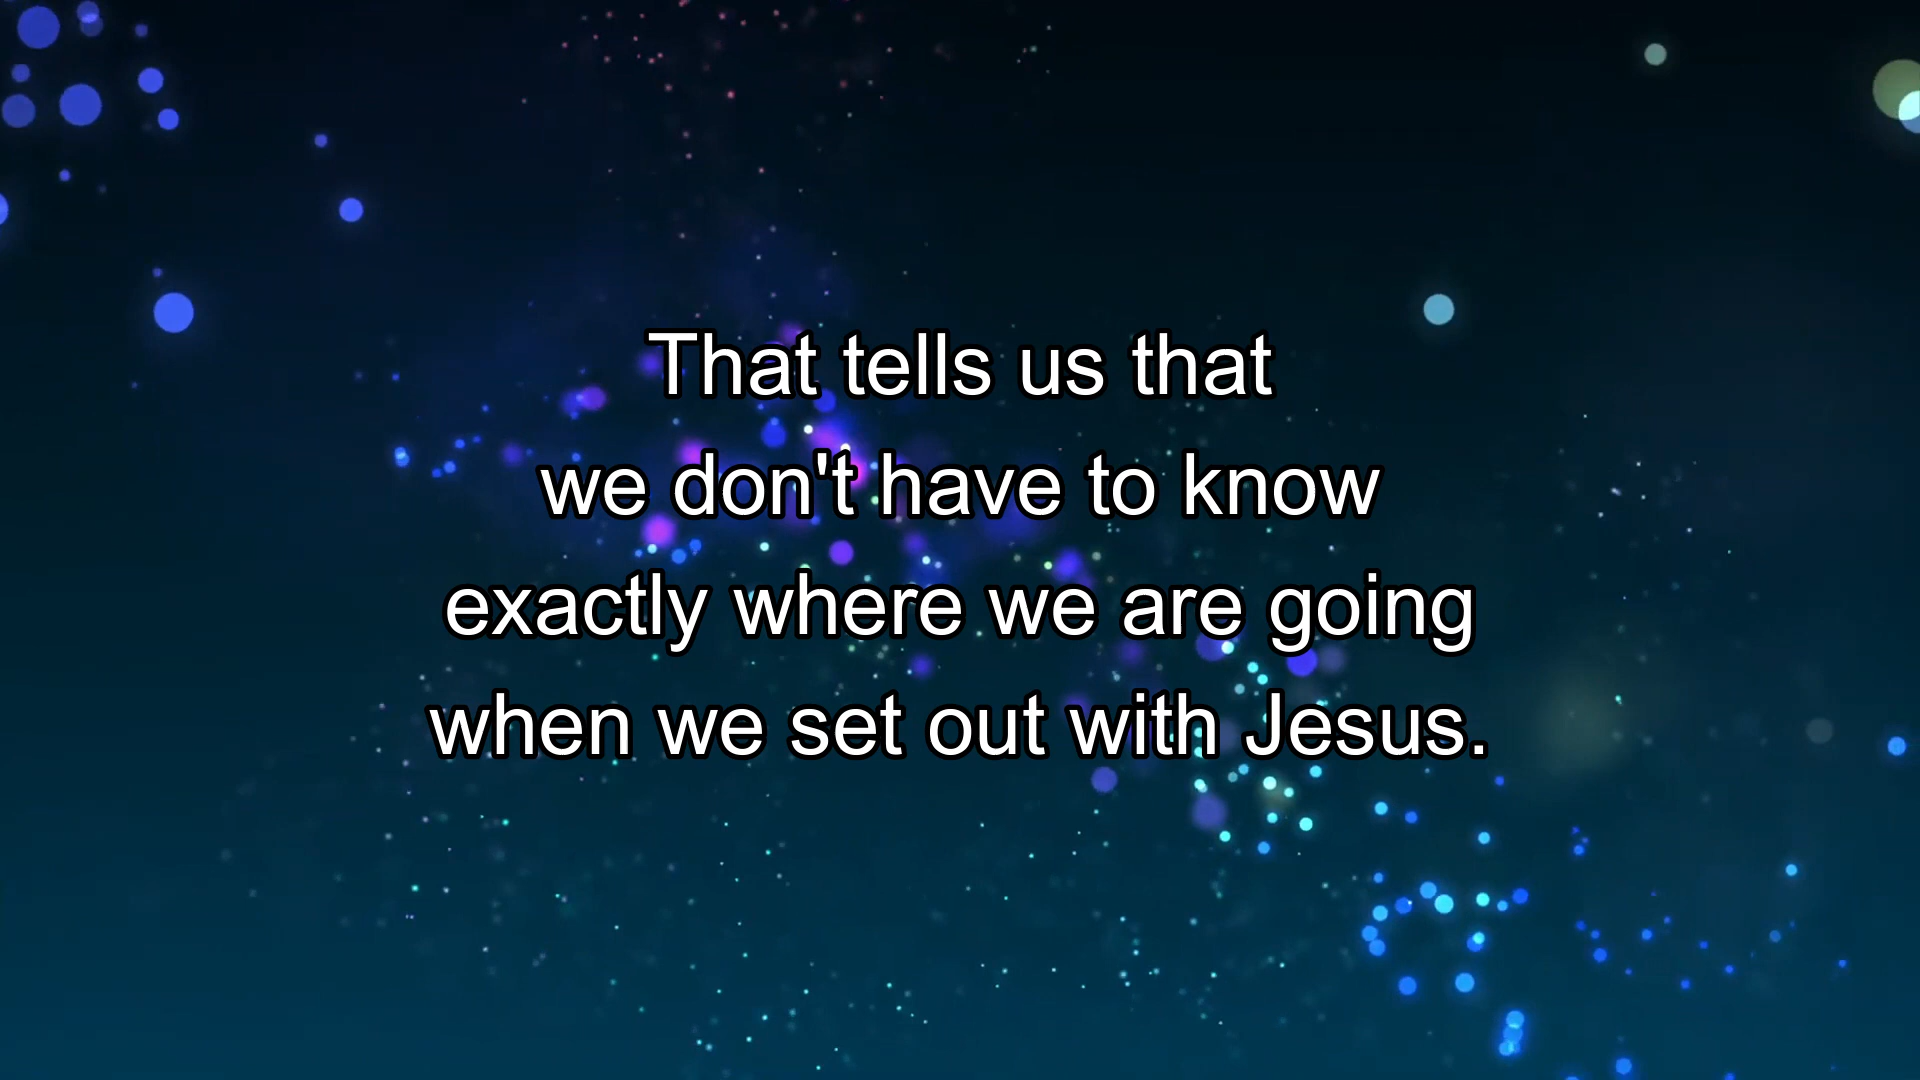 That tells us that
we don't have to know
exactly where we are going
when we set out with Jesus.